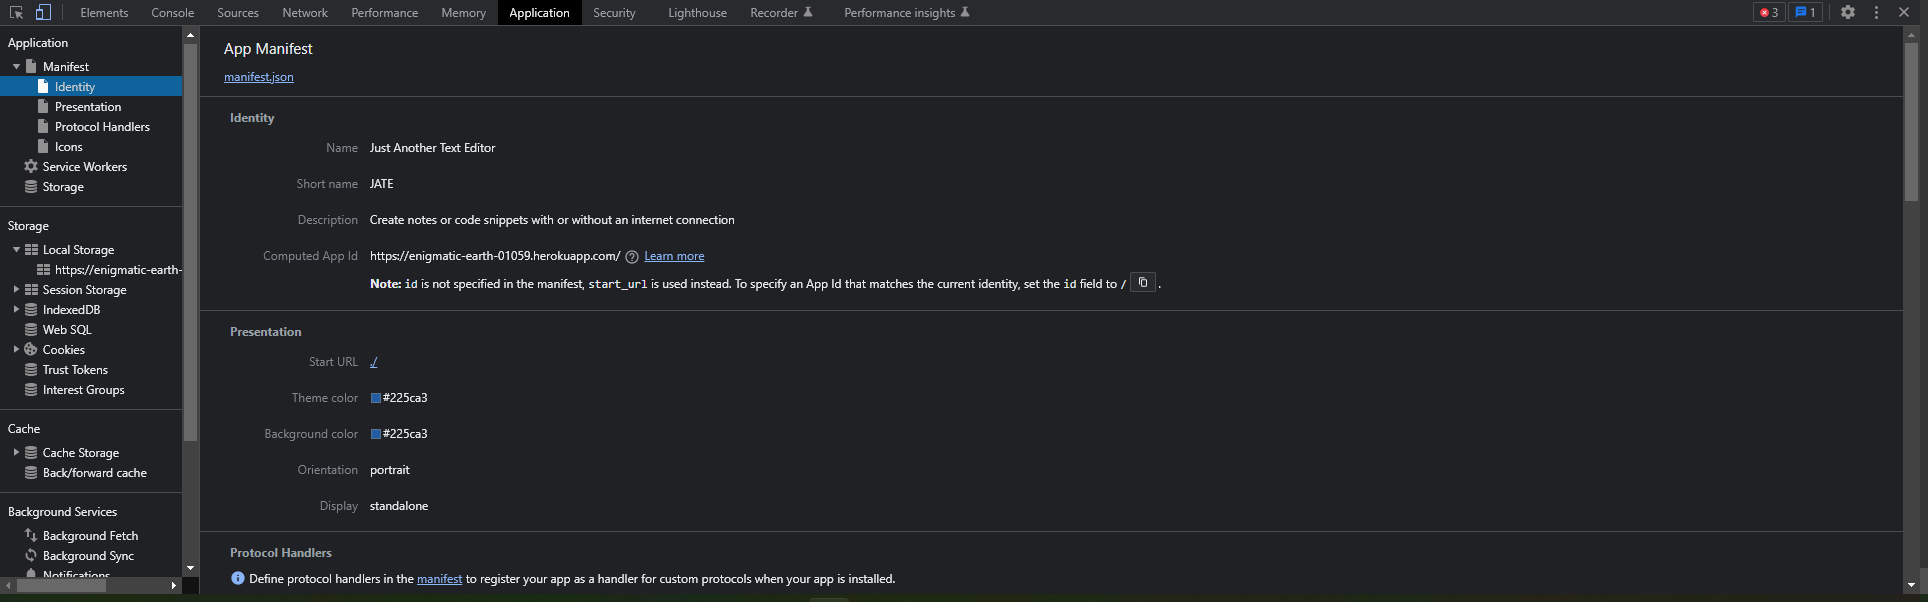 Elements Console Sources Network Performance Memory Application Security Lighthouse Recorder Performance insights 3 1
Application
Manifest
Identity
Presentation
Protocol Handlers
Icons
Service Workers
Storage
Storage
Local Storage
https://enigmatic-earth-
Session Storage
IndexedDB
Web SQL
Cookies
Trust Tokens
Interest Groups
Cache
Cache Storage
Back/forward cache
Background Services
Background Fetch
Background Sync
Notifications
App Manifest
manifest.json
Identity
Name Just Another Text Editor
Short name JATE
Description Create notes or code snippets with or without an internet connection
Computed App Id https://enigmatic-earth-01059.herokuapp.com/ ? Learn more
Note: id is not specified in the manifest, start_url is used instead. To specify an App Id that matches the current identity, set the id field to / .
Presentation
Start URL ./
Theme color #225ca3
Background color #225ca3
Orientation portrait
Display standalone
Protocol Handlers
Define protocol handlers in the manifest to register your app as a handler for custom protocols when your app is installed.